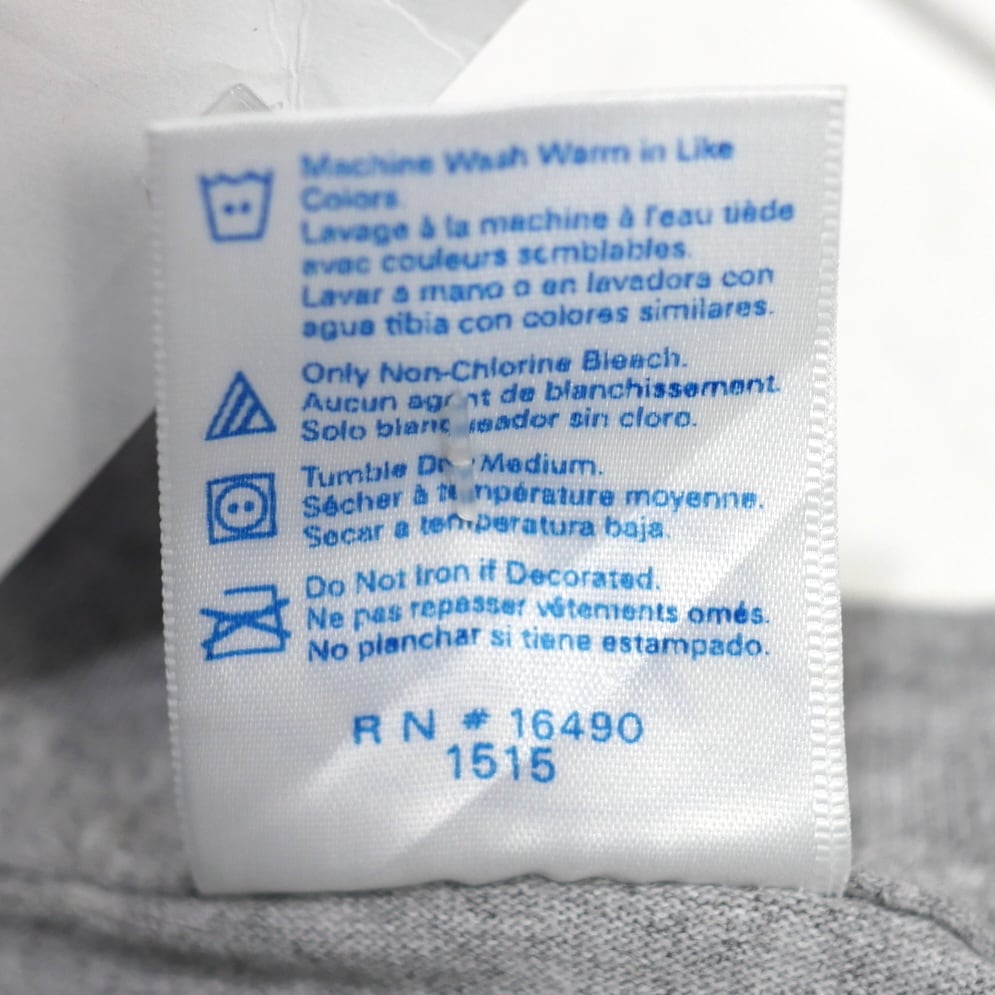 Machine Wash Warm in Like
Colors.
Lavage à la machine à l'eau tiède
avec couleurs semblables.
Lavar a mano o en lavadora con
agua tibia con colores similares.
Only Non-Chlorine Bleach.
Aucun agent de blanchissement.
Solo blanqueador sin cloro.
Tumble Dry Medium.
Sécher à température moyenne.
Secar a temperatura baja.
Do Not Iron if Decorated.
Ne pas repasser vêtements ornés.
No planchar si tiene estampado.
RN # 16490
1515